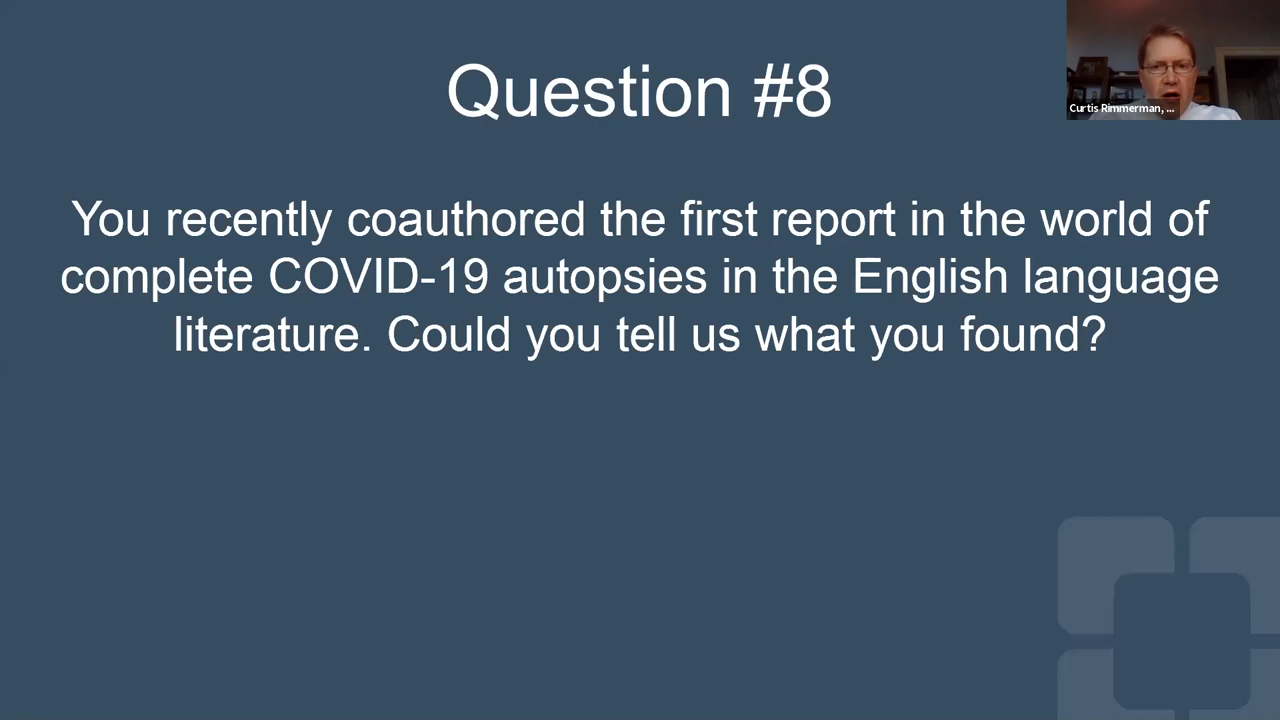 Question #8
Curtis Rimmerman, ...
You recently coauthored the first report in the world of
complete COVID-19 autopsies in the English language
literature. Could you tell us what you found?